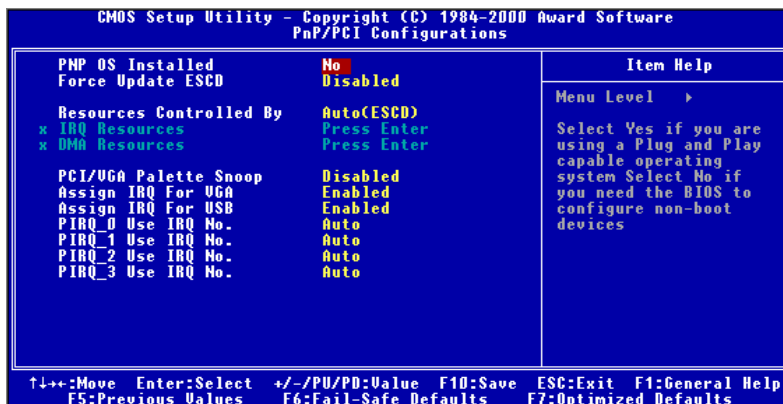 CMOS Setup Utility - Copyright (C) 1984-2000 Award Software
PnP/PCI Configurations
PNP OS Installed No
Force Update ESCD Disabled
Resources Controlled By Auto(ESCD)
x IRQ Resources Press Enter
x DMA Resources Press Enter
PCI/VGA Palette Snoop Disabled
Assign IRQ For VGA Enabled
Assign IRQ For USB Enabled
PIRQ_0 Use IRQ No. Auto
PIRQ_1 Use IRQ No. Auto
PIRQ_2 Use IRQ No. Auto
PIRQ_3 Use IRQ No. Auto
Item Help
Menu Level ▸
Select Yes if you are
using a Plug and Play
capable operating
system Select No if
you need the BIOS to
configure non-boot
devices
↑↓→←:Move Enter:Select +/-/PU/PD:Value F10:Save ESC:Exit F1:General Help
F5:Previous Values F6:Fail-Safe Defaults F7:Optimized Defaults